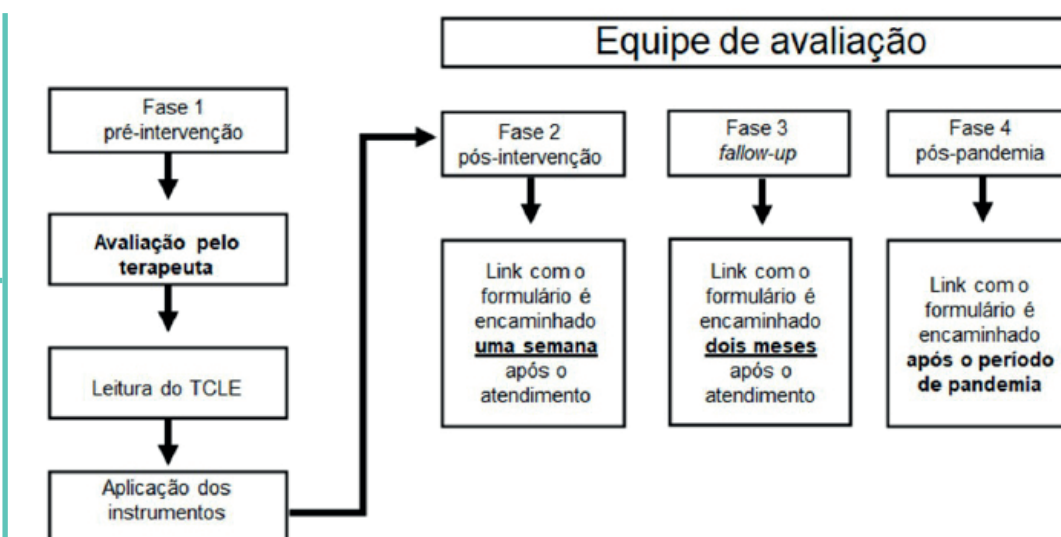 Equipe de avaliação
Fase 1
pré-intervenção
Avaliação pelo
terapeuta
Leitura do TCLE
Aplicação dos
instrumentos
Fase 2
pós-intervenção
Link com o
formulário é
encaminhado
uma semana
após o
atendimento
Fase 3
fallow-up
Link com o
formulário é
encaminhado
dois meses
após o
atendimento
Fase 4
pós-pandemia
Link com o
formulário é
encaminhado
após o período
de pandemia